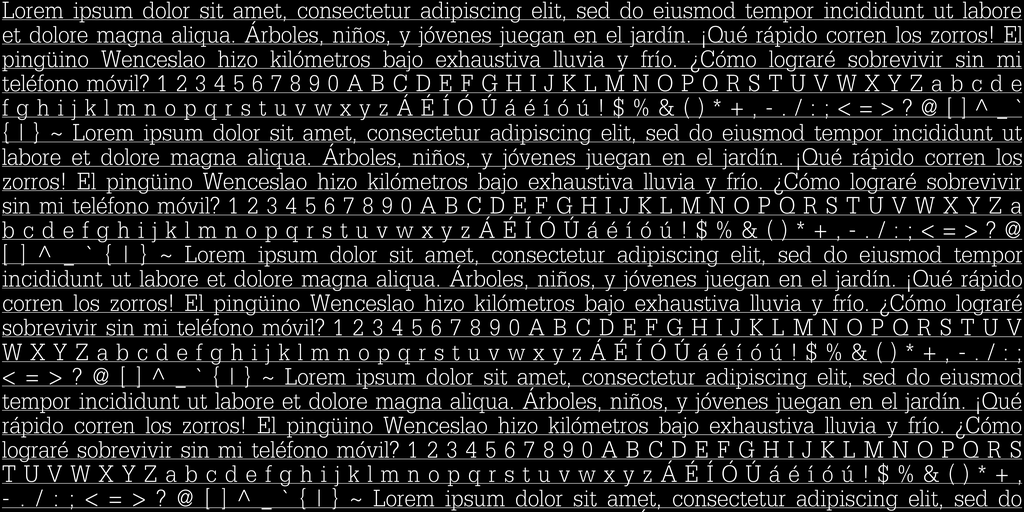 Lorem ipsum dolor sit amet, consectetur adipiscing elit, sed do eiusmod tempor incididunt ut labore
et dolore magna aliqua. Árboles, niños, y jóvenes juegan en el jardín. ¡Qué rápido corren los zorros! El
pingüino Wenceslao hizo kilómetros bajo exhaustiva lluvia y frío. ¿Cómo lograré sobrevivir sin mi
teléfono móvil? 1 2 3 4 5 6 7 8 9 0 A B C D E F G H I J K L M N O P Q R S T U V W X Y Z a b c d e
f g h i j k l m n o p q r s t u v w x y z Á É Í Ó Ú á é í ó ú ! $ % & ( ) * + , - . / : ; < = > ? @ [ ] ^ _ `
{ | } ~ Lorem ipsum dolor sit amet, consectetur adipiscing elit, sed do eiusmod tempor incididunt ut
labore et dolore magna aliqua. Árboles, niños, y jóvenes juegan en el jardín. ¡Qué rápido corren los
zorros! El pingüino Wenceslao hizo kilómetros bajo exhaustiva lluvia y frío. ¿Cómo lograré sobrevivir
sin mi teléfono móvil? 1 2 3 4 5 6 7 8 9 0 A B C D E F G H I J K L M N O P Q R S T U V W X Y Z a
b c d e f g h i j k l m n o p q r s t u v w x y z Á É Í Ó Ú á é í ó ú ! $ % & ( ) * + , - . / : ; < = > ? @
[ ] ^ _ ` { | } ~ Lorem ipsum dolor sit amet, consectetur adipiscing elit, sed do eiusmod tempor
incididunt ut labore et dolore magna aliqua. Árboles, niños, y jóvenes juegan en el jardín. ¡Qué rápido
corren los zorros! El pingüino Wenceslao hizo kilómetros bajo exhaustiva lluvia y frío. ¿Cómo lograré
sobrevivir sin mi teléfono móvil? 1 2 3 4 5 6 7 8 9 0 A B C D E F G H I J K L M N O P Q R S T U V
W X Y Z a b c d e f g h i j k l m n o p q r s t u v w x y z Á É Í Ó Ú á é í ó ú ! $ % & ( ) * + , - . / : ;
< = > ? @ [ ] ^ _ ` { | } ~ Lorem ipsum dolor sit amet, consectetur adipiscing elit, sed do eiusmod
tempor incididunt ut labore et dolore magna aliqua. Árboles, niños, y jóvenes juegan en el jardín. ¡Qué
rápido corren los zorros! El pingüino Wenceslao hizo kilómetros bajo exhaustiva lluvia y frío. ¿Cómo
lograré sobrevivir sin mi teléfono móvil? 1 2 3 4 5 6 7 8 9 0 A B C D E F G H I J K L M N O P Q R S
T U V W X Y Z a b c d e f g h i j k l m n o p q r s t u v w x y z Á É Í Ó Ú á é í ó ú ! $ % & ( ) * + ,
- . / : ; < = > ? @ [ ] ^ _ ` { | } ~ Lorem ipsum dolor sit amet, consectetur adipiscing elit, sed do